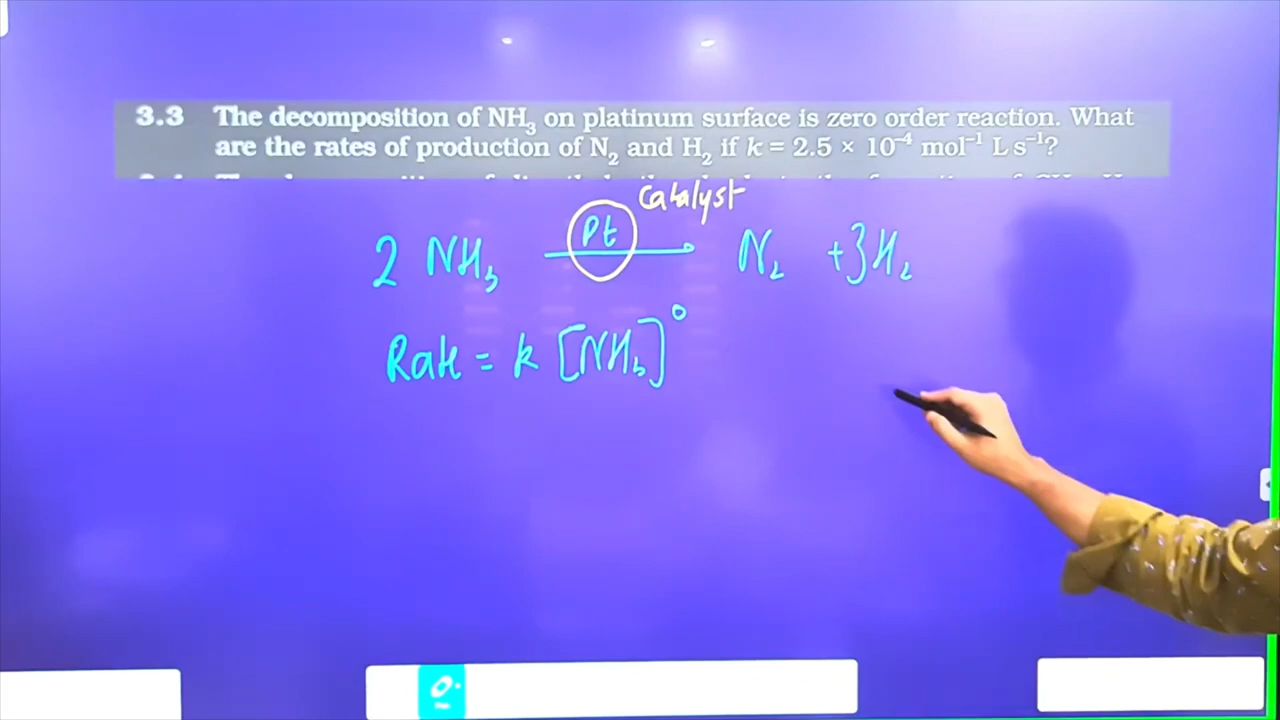 3.3 The decomposition of NH₃ on platinum surface is zero order reaction. What
are the rates of production of N₂ and H₂ if k = 2.5 × 10⁻⁴ mol⁻¹ L s⁻¹?
Catalyst
2 NH₃ Pt → N₂ + 3H₂
Rate = k [NH₃]⁰